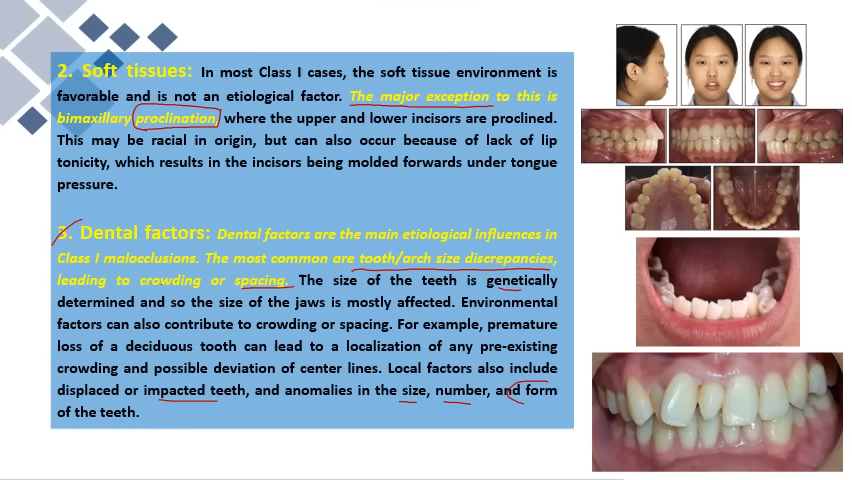 2. Soft tissues: In most Class I cases, the soft tissue environment is
favorable and is not an etiological factor. The major exception to this is
bimaxillary proclination, where the upper and lower incisors are proclined.
This may be racial in origin, but can also occur because of lack of lip
tonicity, which results in the incisors being molded forwards under tongue
pressure.
3. Dental factors: Dental factors are the main etiological influences in
Class I malocclusions. The most common are tooth/arch size discrepancies,
leading to crowding or spacing. The size of the teeth is genetically
determined and so the size of the jaws is mostly affected. Environmental
factors can also contribute to crowding or spacing. For example, premature
loss of a deciduous tooth can lead to a localization of any pre-existing
crowding and possible deviation of center lines. Local factors also include
displaced or impacted teeth, and anomalies in the size, number, and form
of the teeth.